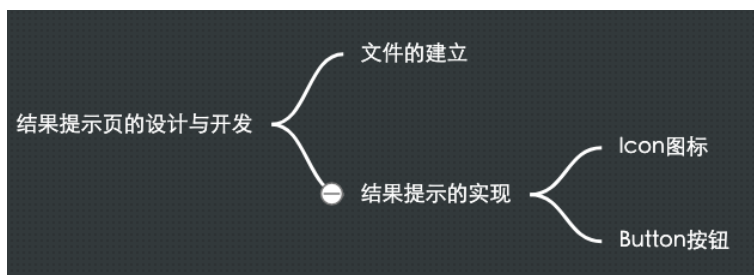 文件的建立
结果提示页的设计与开发
Icon图标
结果提示的实现
Button按钮